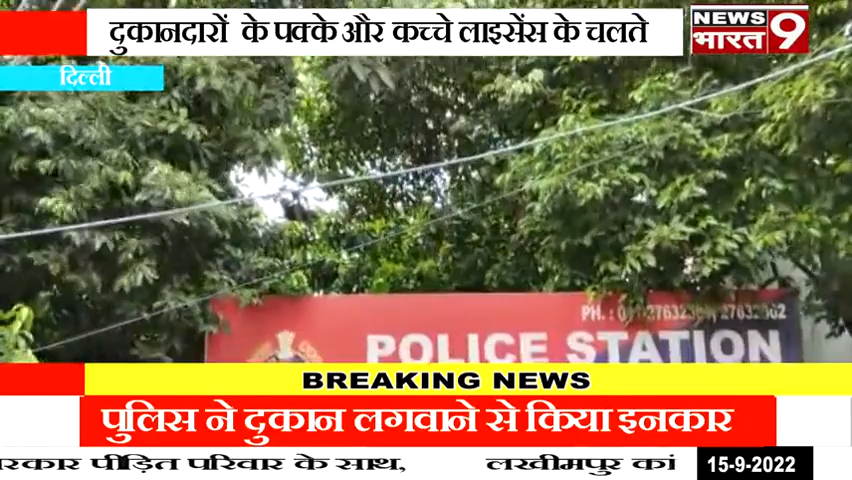 दुकानदारों के पक्के और कच्चे लाइसेंस के चलते
NEWS
भारत 9
दिल्ली
PH. :
POLICE STATION
BREAKING NEWS
पुलिस ने दुकान लगवाने से किया इनकार
रकार पीड़ित परिवार के साथ, लखीमपुर कां
15-9-2022